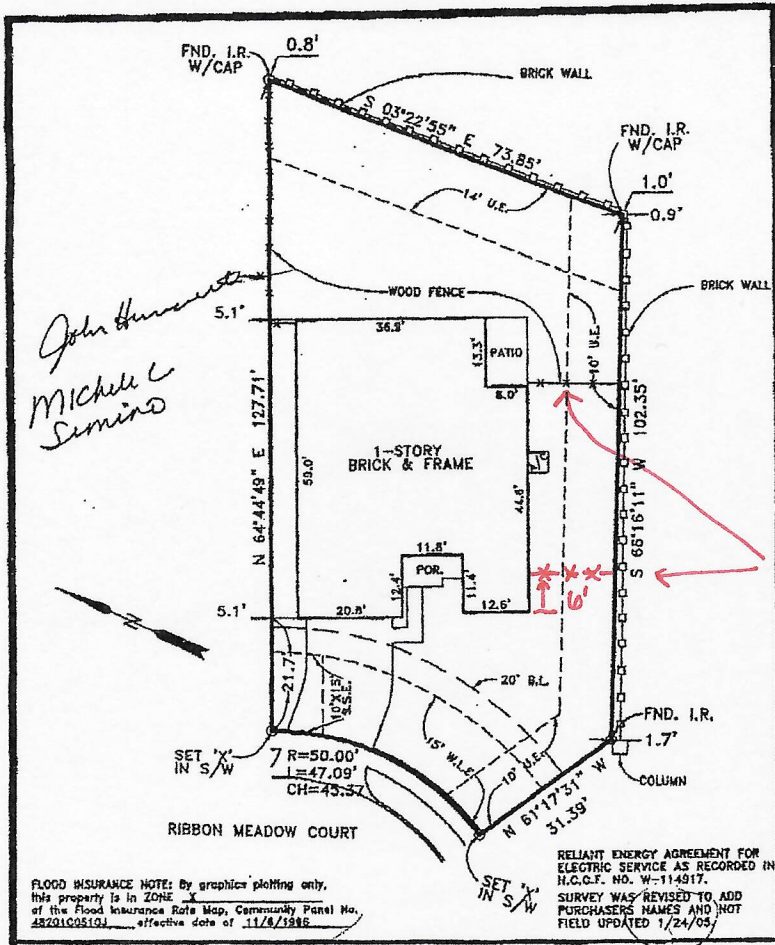 FND. I.R.
W/CAP
0.8'
BRICK WALL
S 03°22'55" E 73.85'
FND. I.R.
W/CAP
1.0'
0.9'
14' U.E.
WOOD FENCE
BRICK WALL
John
Michele C
Simino
5.1'
36.2'
13.3'
PATIO
8.0'
10' U.E.
N 64°44'49" E 127.71'
59.0'
1-STORY
BRICK & FRAME
44.8'
S 66°16'11" W 102.35'
11.8'
POR.
12.4'
11.4'
6'
5.1'
20.8'
12.6'
N
21.7'
10'X15'
S.S.E.
20' B.L.
15' W.L.E.
10' U.E.
FND. I.R.
1.7'
COLUMN
SET 'X'
IN S/W
R=50.00'
L=47.09'
CH=45.37
N 61°17'31" W
31.39'
RIBBON MEADOW COURT
SET 'X'
IN S/W
FLOOD INSURANCE NOTE: By graphics plotting only,
this property is in ZONE X
of the Flood Insurance Rate Map, Community Panel No.
48201C0510J effective date of 11/6/1996
RELIANT ENERGY AGREEMENT FOR
ELECTRIC SERVICE AS RECORDED IN
H.C.C.F. NO. W-114917.
SURVEY WAS REVISED TO ADD
PURCHASERS NAMES AND NOT
FIELD UPDATED 1/24/05.